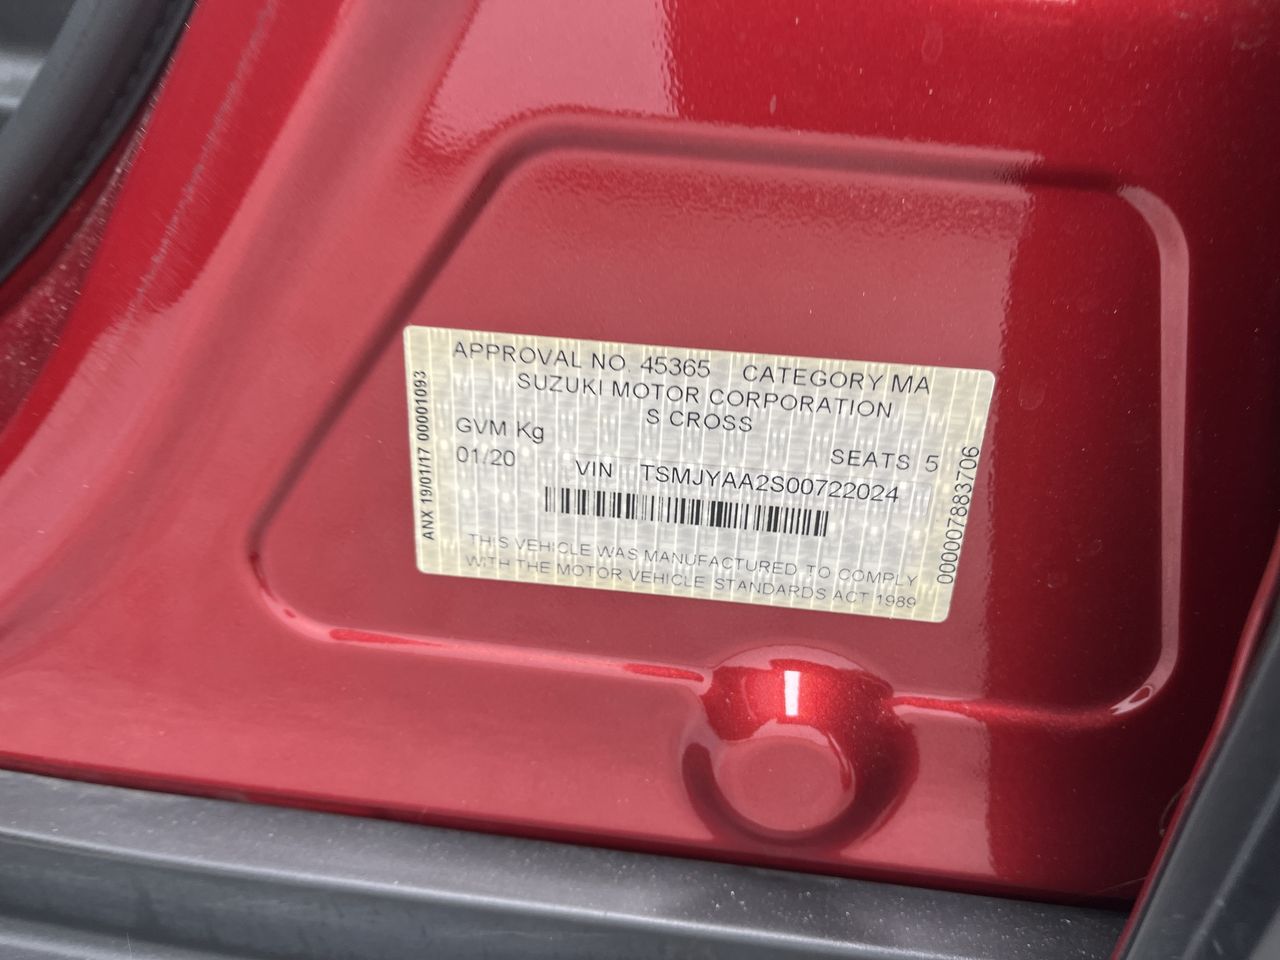 APPROVAL NO. 45365 CATEGORY MA
SUZUKI MOTOR CORPORATION
S CROSS
GVM Kg
SEATS 5
01/20
VIN TSMJYAA2S00722024
THIS VEHICLE WAS MANUFACTURED TO COMPLY
WITH THE MOTOR VEHICLE STANDARDS ACT 1989
ANX 19/01/17 00001093
000007883706